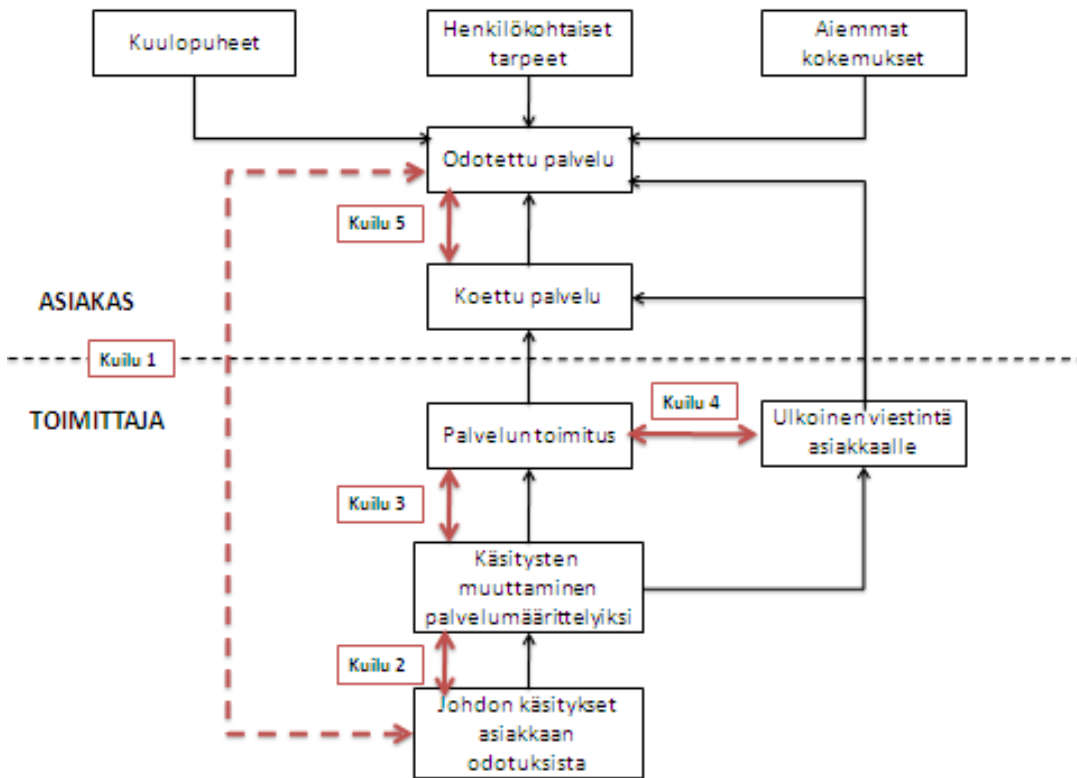 Kuulopuheet
Henkilökohtaiset
tarpeet
Aiemmat
kokemukset
Odotettu palvelu
Kuilu 5
Koettu palvelu
ASIAKAS
Kuilu 1
TOIMITTAJA
Kuilu 4
Palvelun toimitus
Ulkoinen viestintä
asiakkaalle
Kuilu 3
Käsitysten
muuttaminen
palvelumäärittelyiksi
Kuilu 2
Johdon käsitykset
asiakkaan
odotuksista